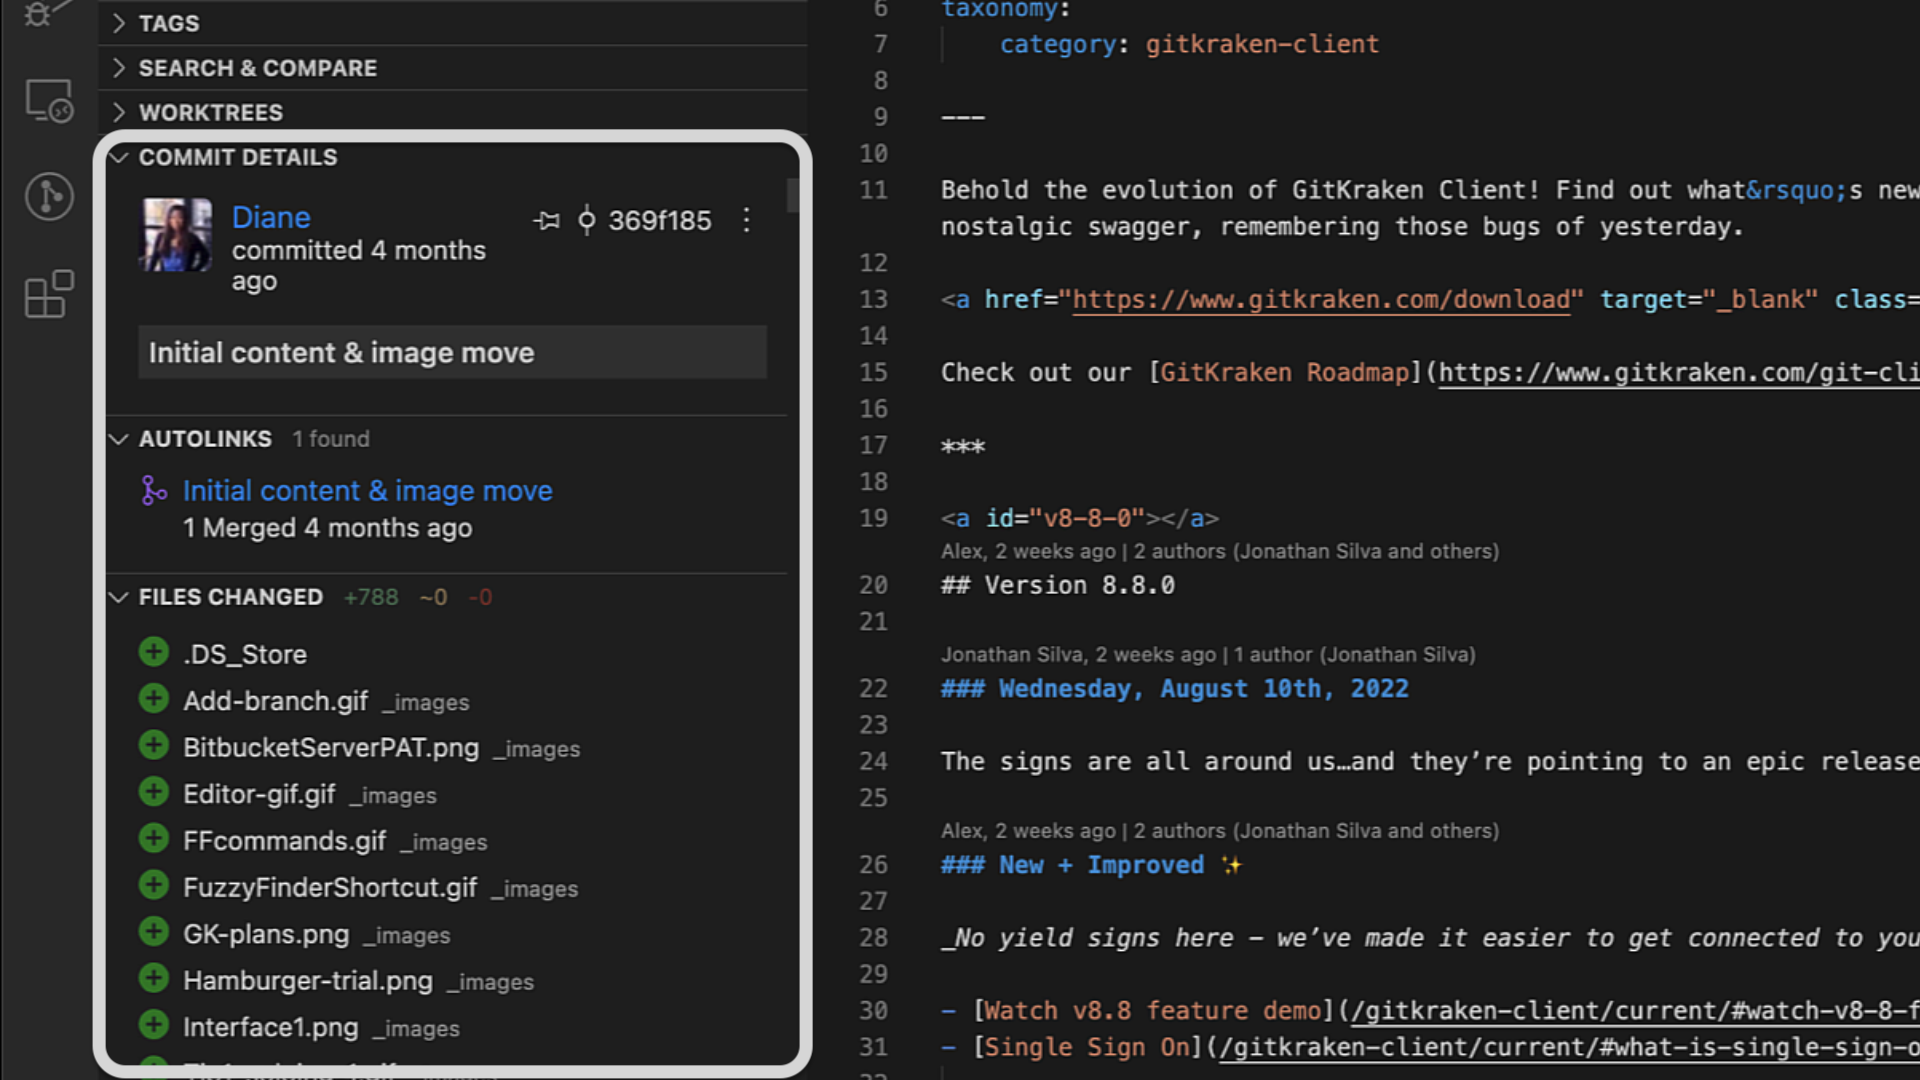 TAGS
SEARCH & COMPARE
WORKTREES
COMMIT DETAILS
Diane
369f185
committed 4 months
ago
Initial content & image move
AUTOLINKS 1 found
Initial content & image move
1 Merged 4 months ago
FILES CHANGED +788 ~0 -0
.DS_Store
Add-branch.gif _images
BitbucketServerPAT.png _images
Editor-gif.gif _images
FFcommands.gif _images
FuzzyFinderShortcut.gif _images
GK-plans.png _images
Hamburger-trial.png _images
Interface1.png _images
6 taxonomy:
7 category: gitkraken-client
8
9 ---
10
11 Behold the evolution of GitKraken Client! Find out what&rsquo;s new
nostalgic swagger, remembering those bugs of yesterday.
12
13 <a href="https://www.gitkraken.com/download" target="_blank" class=
14
15 Check out our [GitKraken Roadmap](https://www.gitkraken.com/git-cli
16
17 ***
18
19 <a id="v8-8-0"></a>
Alex, 2 weeks ago | 2 authors (Jonathan Silva and others)
20 ## Version 8.8.0
21
Jonathan Silva, 2 weeks ago | 1 author (Jonathan Silva)
22 ### Wednesday, August 10th, 2022
23
24 The signs are all around us…and they’re pointing to an epic release
25
Alex, 2 weeks ago | 2 authors (Jonathan Silva and others)
26 ### New + Improved ✨
27
28 _No yield signs here – we’ve made it easier to get connected to you
29
30 - [Watch v8.8 feature demo](/gitkraken-client/current/#watch-v8-8-f
31 - [Single Sign On](/gitkraken-client/current/#what-is-single-sign-o